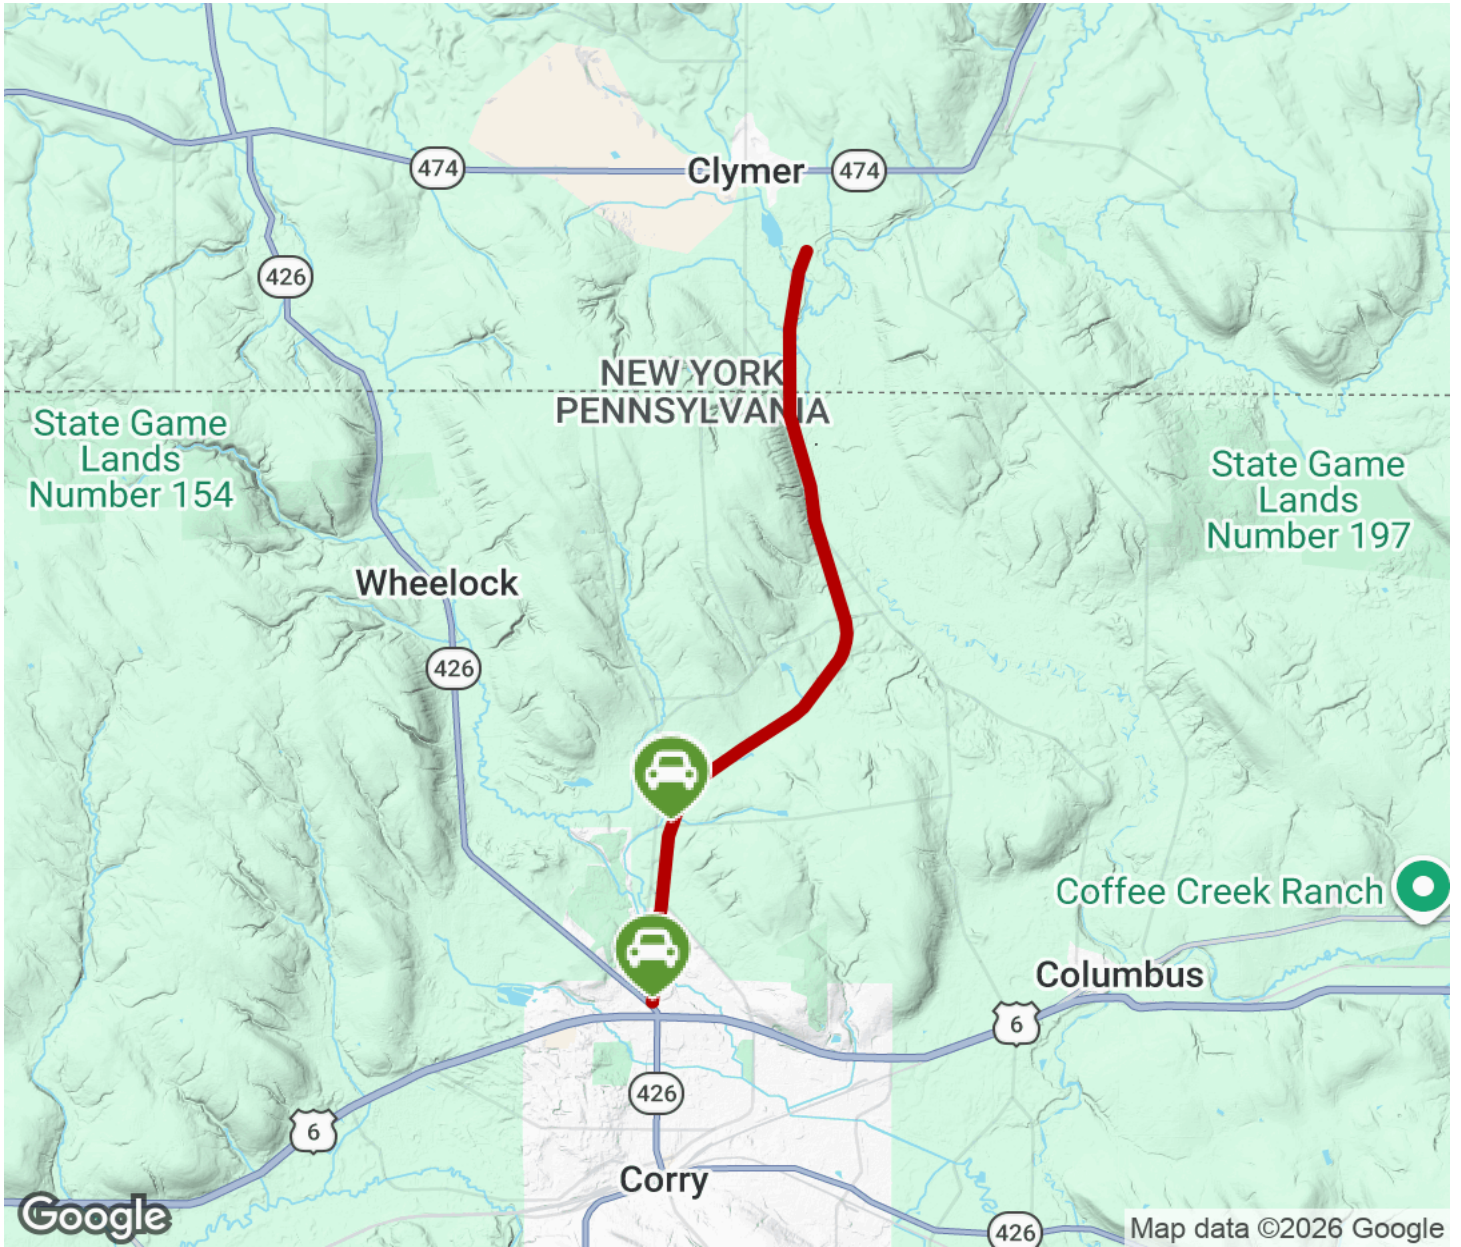 474
Clymer
474
426
NEW YORK
PENNSYLVANIA
State Game
Lands
Number 154
State Game
Lands
Number 197
Wheelock
426
Coffee Creek Ranch
Columbus
6
426
6
Corry
426
Google
Map data ©2026 Google